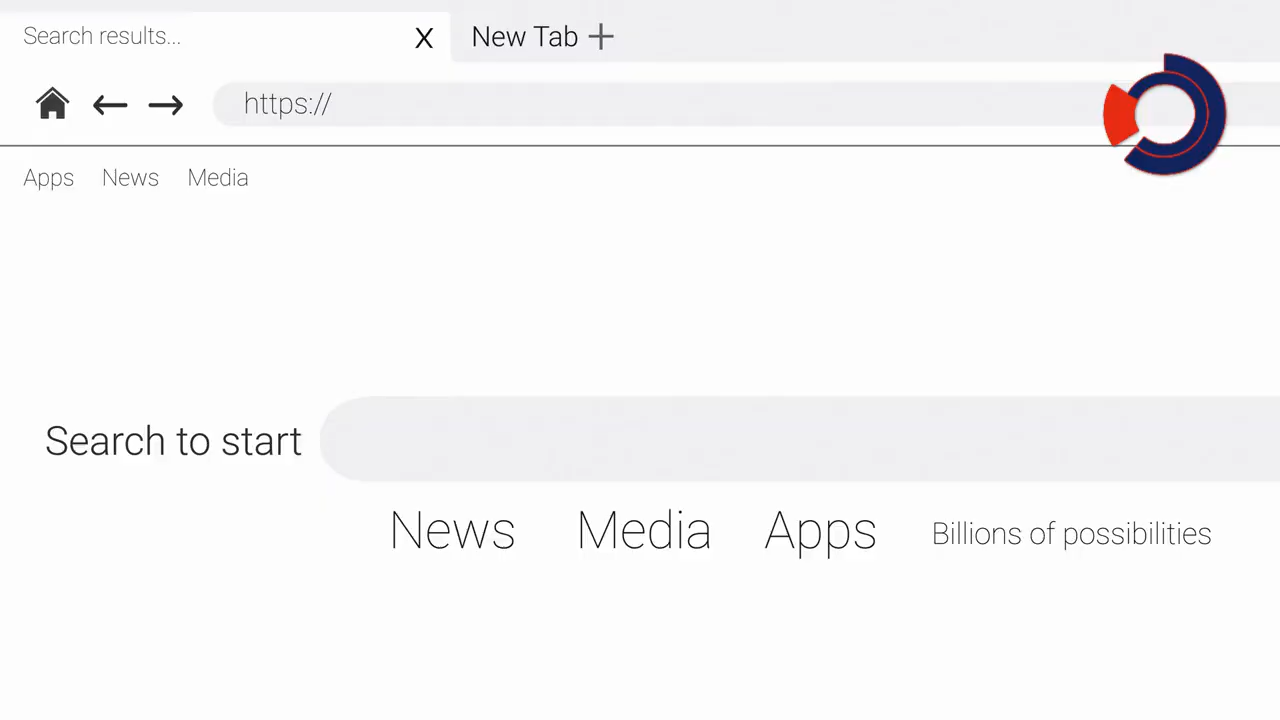 Search results... X New Tab +
https://
Apps News Media
Search to start
News Media Apps Billions of possibilities